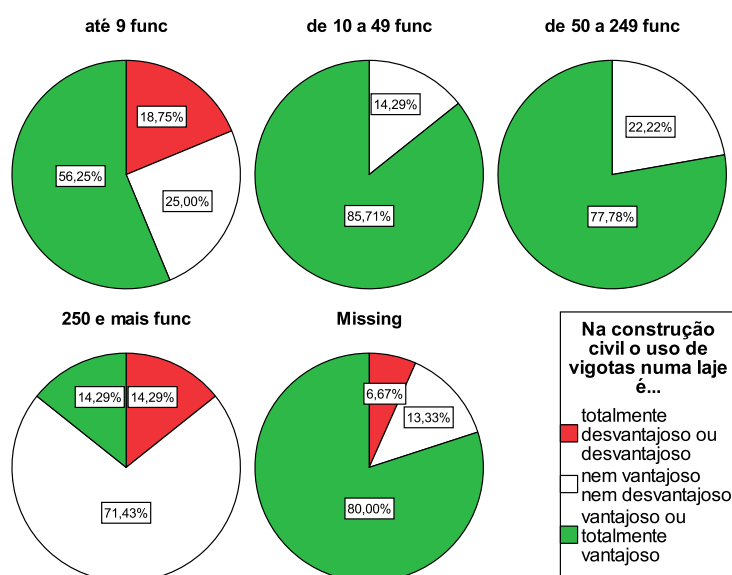 até 9 func
de 10 a 49 func
de 50 a 249 func
18,75%
56,25%
25,00%
14,29%
85,71%
22,22%
77,78%
250 e mais func
Missing
14,29%
14,29%
71,43%
6,67%
13,33%
80,00%
Na construção
civil o uso de
vigotas numa laje
é...
totalmente
desvantajoso ou
desvantajoso
nem vantajoso
nem desvantajoso
vantajoso ou
totalmente
vantajoso